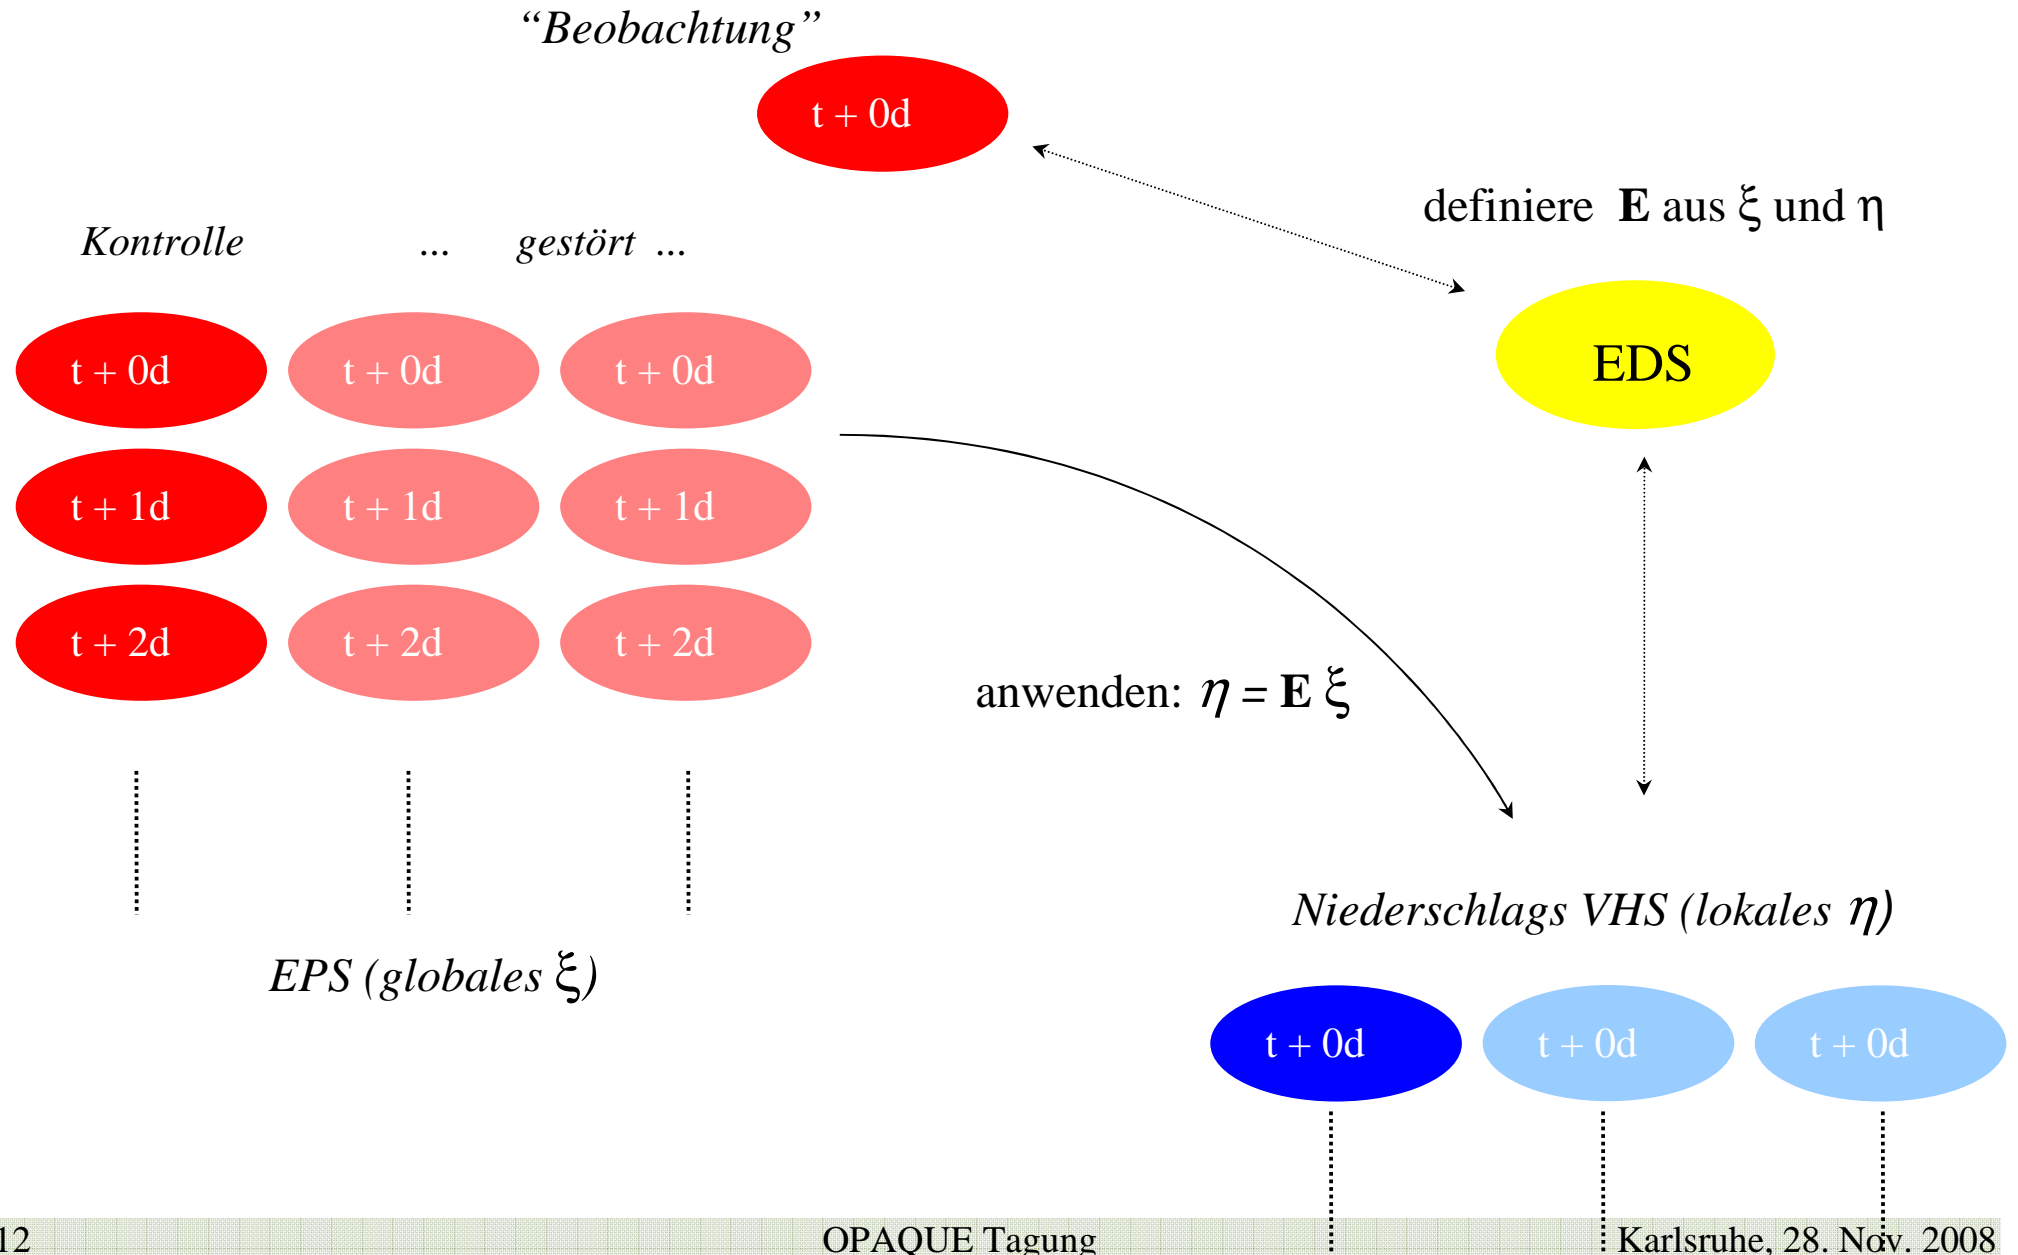 “Beobachtung”
t + 0d
definiere E aus ξ und η
Kontrolle ... gestört ...
t + 0d t + 0d t + 0d
EDS
t + 1d t + 1d t + 1d
t + 2d t + 2d t + 2d
anwenden: η = E ξ
Niederschlags VHS (lokales η)
EPS (globales ξ)
t + 0d t + 0d t + 0d
12 OPAQUE Tagung Karlsruhe, 28. Nov. 2008